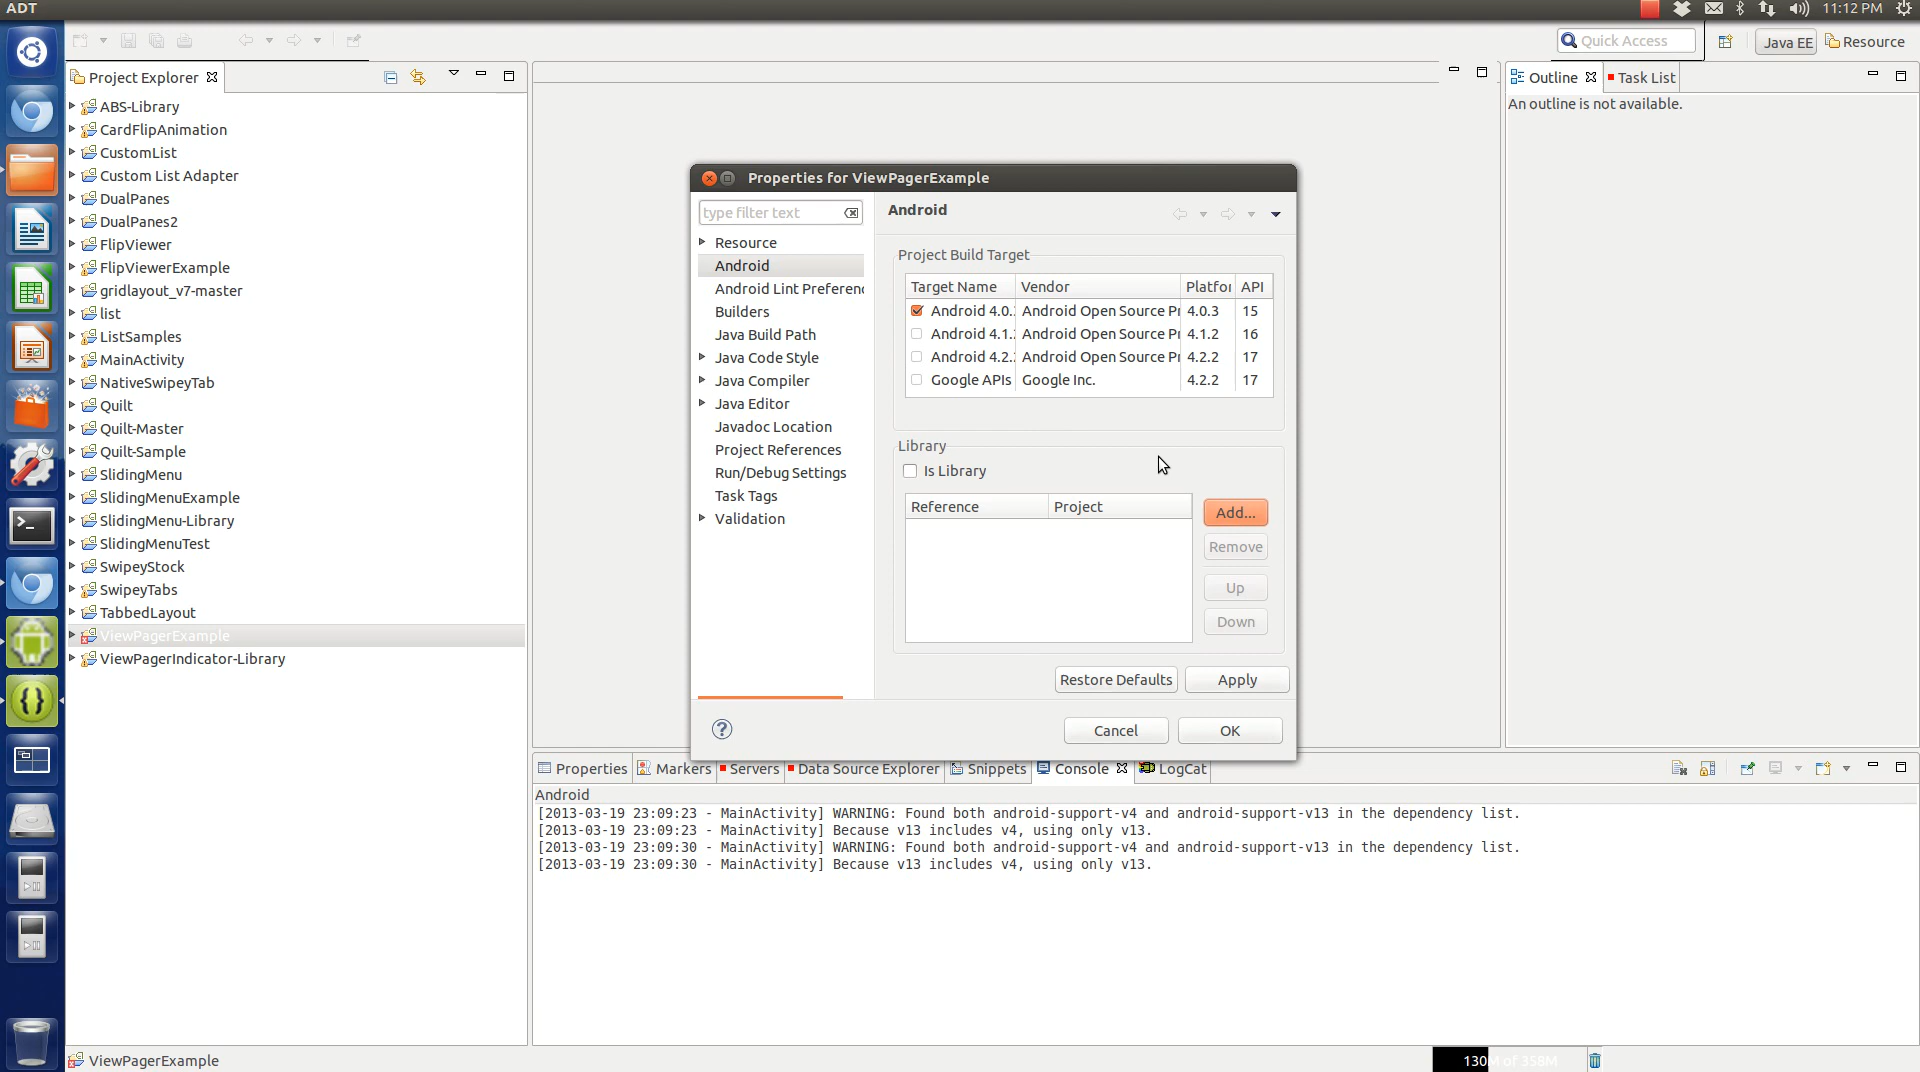 ADT
11:12 PM
Quick Access
Java EE
Resource
Project Explorer
ABS-Library
CardFlipAnimation
CustomList
Custom List Adapter
DualPanes
DualPanes2
FlipViewer
FlipViewerExample
gridlayout_v7-master
list
ListSamples
MainActivity
NativeSwipeyTab
Quilt
Quilt-Master
Quilt-Sample
SlidingMenu
SlidingMenuExample
SlidingMenu-Library
SlidingMenuTest
SwipeyStock
SwipeyTabs
TabbedLayout
ViewPagerExample
ViewPagerIndicator-Library
Properties for ViewPagerExample
type filter text
Resource
Android
Android Lint Preferen
Builders
Java Build Path
Java Code Style
Java Compiler
Java Editor
Javadoc Location
Project References
Run/Debug Settings
Task Tags
Validation
Android
Project Build Target
Target Name Vendor Platfor API
Android 4.0. Android Open Source Pr 4.0.3 15
Android 4.1. Android Open Source Pr 4.1.2 16
Android 4.2. Android Open Source Pr 4.2.2 17
Google APIs Google Inc. 4.2.2 17
Library
Is Library
Reference Project
Add...
Remove
Up
Down
Restore Defaults Apply
Cancel OK
Outline Task List
An outline is not available.
Properties Markers Servers Data Source Explorer Snippets Console LogCat
Android
[2013-03-19 23:09:23 - MainActivity] WARNING: Found both android-support-v4 and android-support-v13 in the dependency list.
[2013-03-19 23:09:23 - MainActivity] Because v13 includes v4, using only v13.
[2013-03-19 23:09:30 - MainActivity] WARNING: Found both android-support-v4 and android-support-v13 in the dependency list.
[2013-03-19 23:09:30 - MainActivity] Because v13 includes v4, using only v13.
ViewPagerExample
130M of 358M